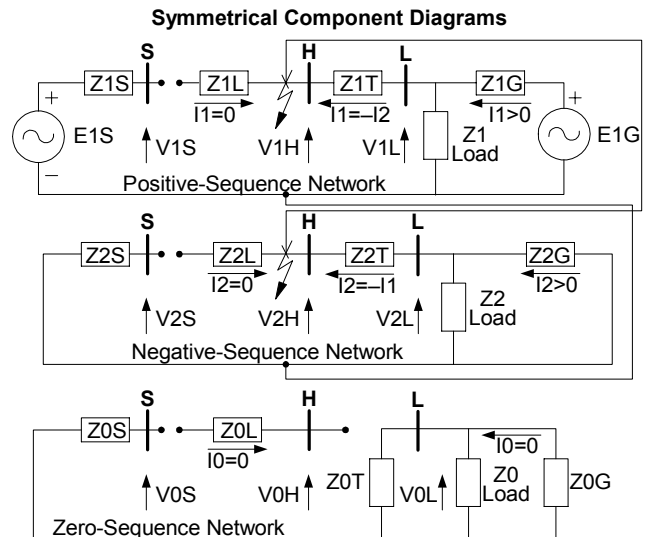 Symmetrical Component Diagrams
S H L
Z1S Z1L Z1T Z1G
I1=0 I1=–I2 I1>0
+ +
E1S V1S V1H V1L Z1 Load E1G
–
Positive-Sequence Network
S H L
Z2S Z2L Z2T Z2G
I2=0 I2=–I1 I2>0
V2S V2H V2L Z2 Load
Negative-Sequence Network
S H L
Z0S Z0L I0=0
I0=0
V0S V0H Z0T V0L Z0 Load Z0G
Zero-Sequence Network